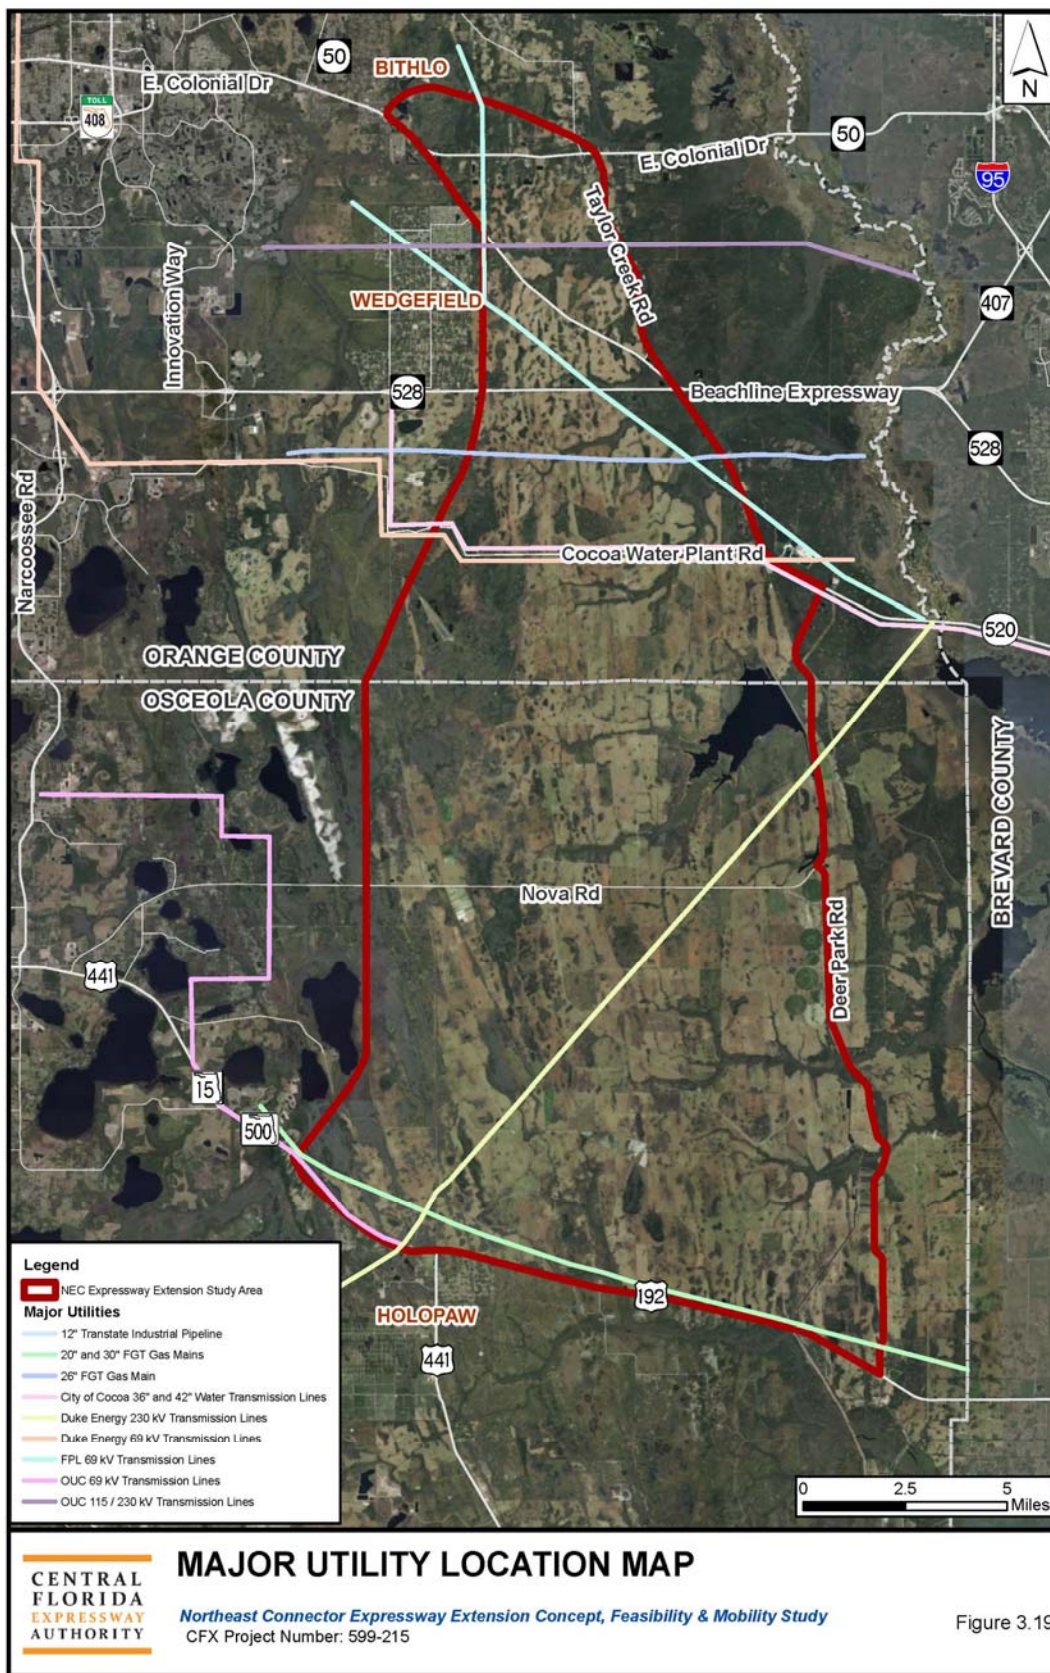 N
50
BITHLO
E. Colonial Dr
TOLL
408
50
E. Colonial Dr
95
Taylor Creek Rd
Innovation Way
WEDGEFIELD
407
528
Beachline Expressway
528
Narcoossee Rd
Cocoa Water Plant Rd
520
ORANGE COUNTY
OSCEOLA COUNTY
BREVARD COUNTY
Nova Rd
Deer Park Rd
441
15
500
192
HOLOPAW
441
Legend
NEC Expressway Extension Study Area
Major Utilities
12" Transtate Industrial Pipeline
20" and 30" FGT Gas Mains
26" FGT Gas Main
City of Cocoa 36" and 42" Water Transmission Lines
Duke Energy 230 kV Transmission Lines
Duke Energy 69 kV Transmission Lines
FPL 69 kV Transmission Lines
OUC 69 kV Transmission Lines
OUC 115 / 230 kV Transmission Lines
0 2.5 5
Miles
CENTRAL
FLORIDA
EXPRESSWAY
AUTHORITY
MAJOR UTILITY LOCATION MAP
Northeast Connector Expressway Extension Concept, Feasibility & Mobility Study
CFX Project Number: 599-215
Figure 3.19